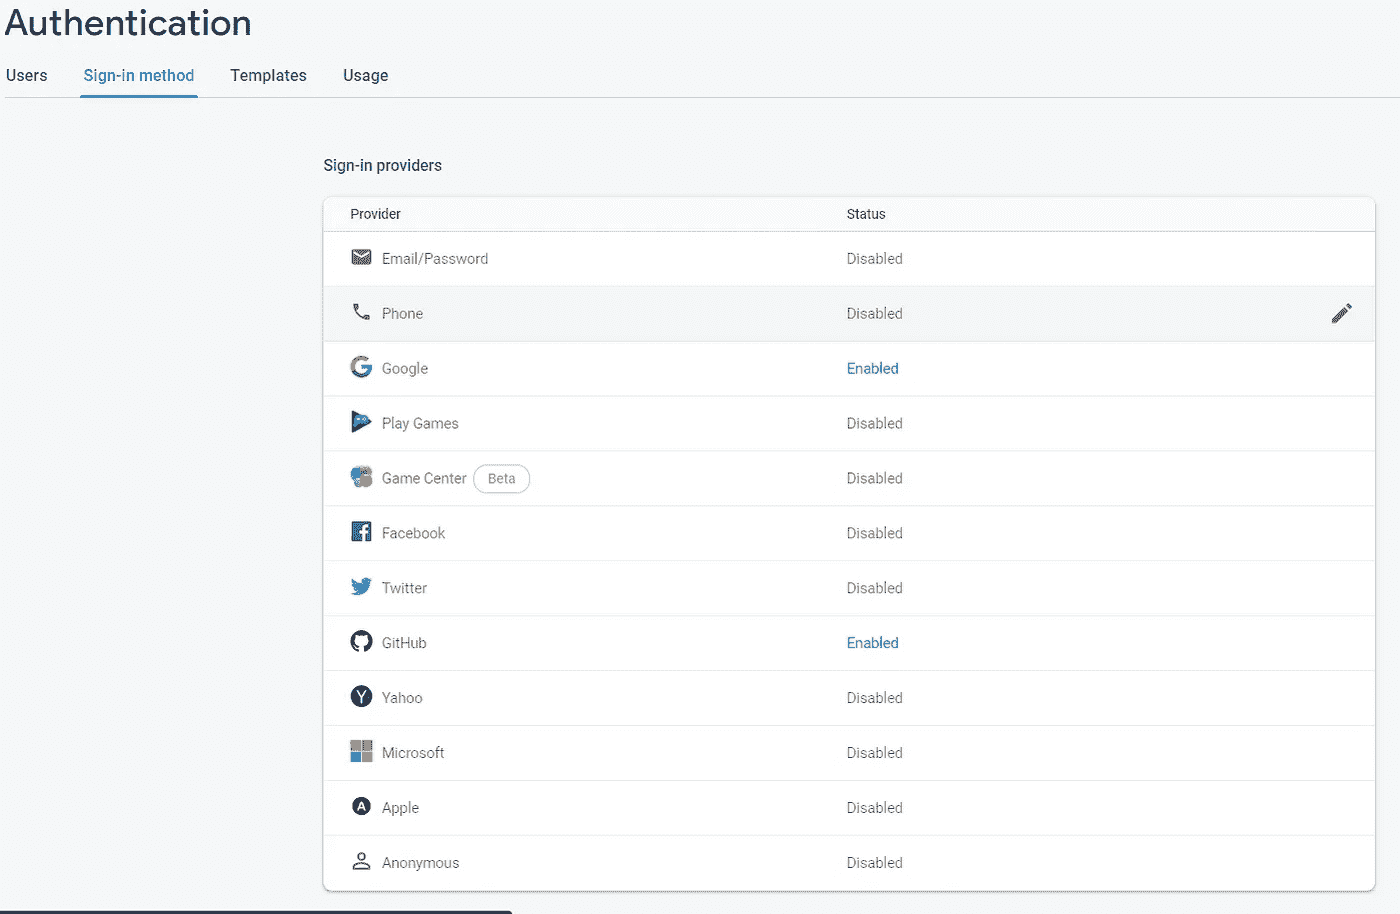 Authentication
Users Sign-in method Templates Usage
Sign-in providers
Provider Status
Email/Password Disabled
Phone Disabled
Google Enabled
Play Games Disabled
Game Center Beta Disabled
Facebook Disabled
Twitter Disabled
GitHub Enabled
Yahoo Disabled
Microsoft Disabled
Apple Disabled
Anonymous Disabled